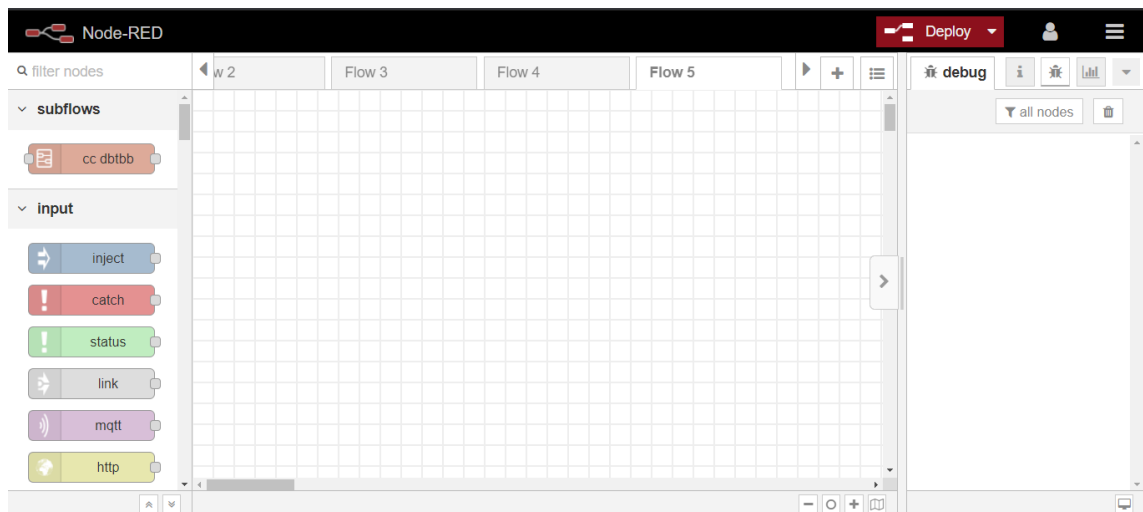 Node-RED
Deploy
filter nodes
w 2
Flow 3
Flow 4
Flow 5
debug
i
all nodes
subflows
cc dbtbb
input
inject
catch
status
link
mqtt
http